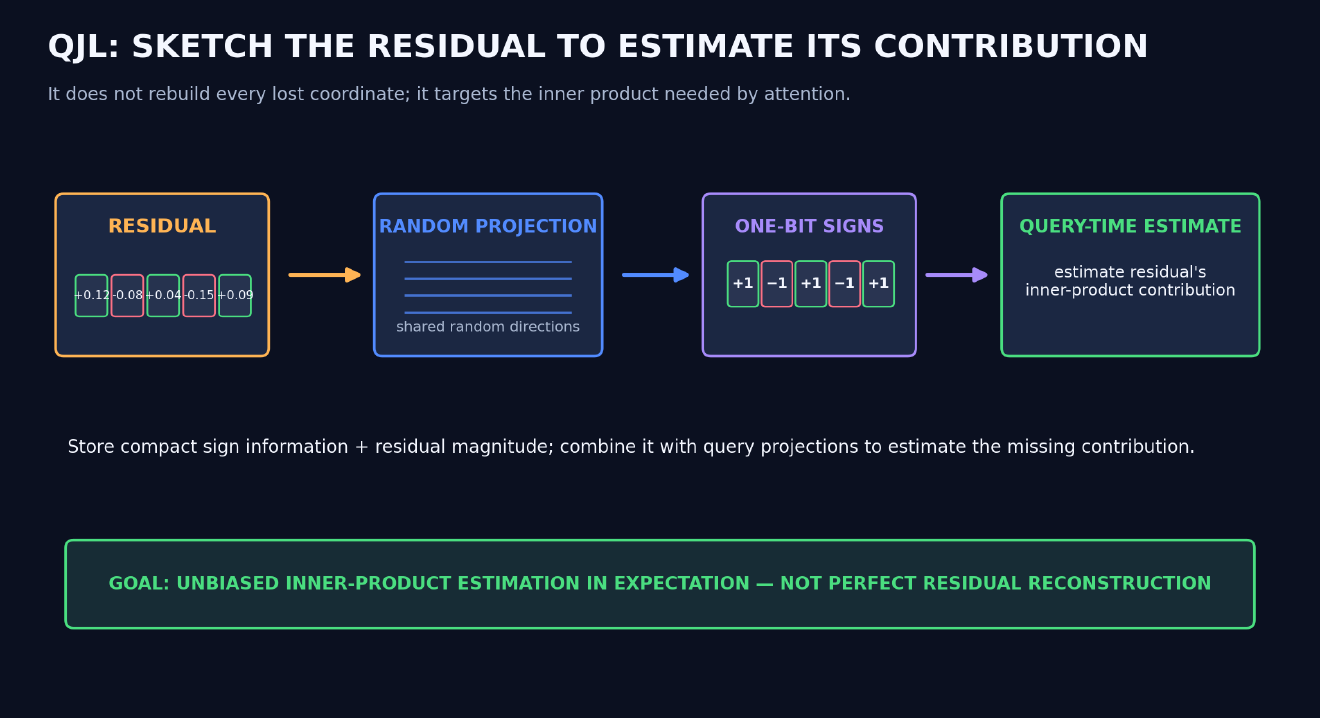 QJL: SKETCH THE RESIDUAL TO ESTIMATE ITS CONTRIBUTION
It does not rebuild every lost coordinate; it targets the inner product needed by attention.
RESIDUAL
+0.12 -0.08 +0.04 -0.15 +0.09
RANDOM PROJECTION
shared random directions
ONE-BIT SIGNS
+1 −1 +1 −1 +1
QUERY-TIME ESTIMATE
estimate residual's
inner-product contribution
Store compact sign information + residual magnitude; combine it with query projections to estimate the missing contribution.
GOAL: UNBIASED INNER-PRODUCT ESTIMATION IN EXPECTATION — NOT PERFECT RESIDUAL RECONSTRUCTION